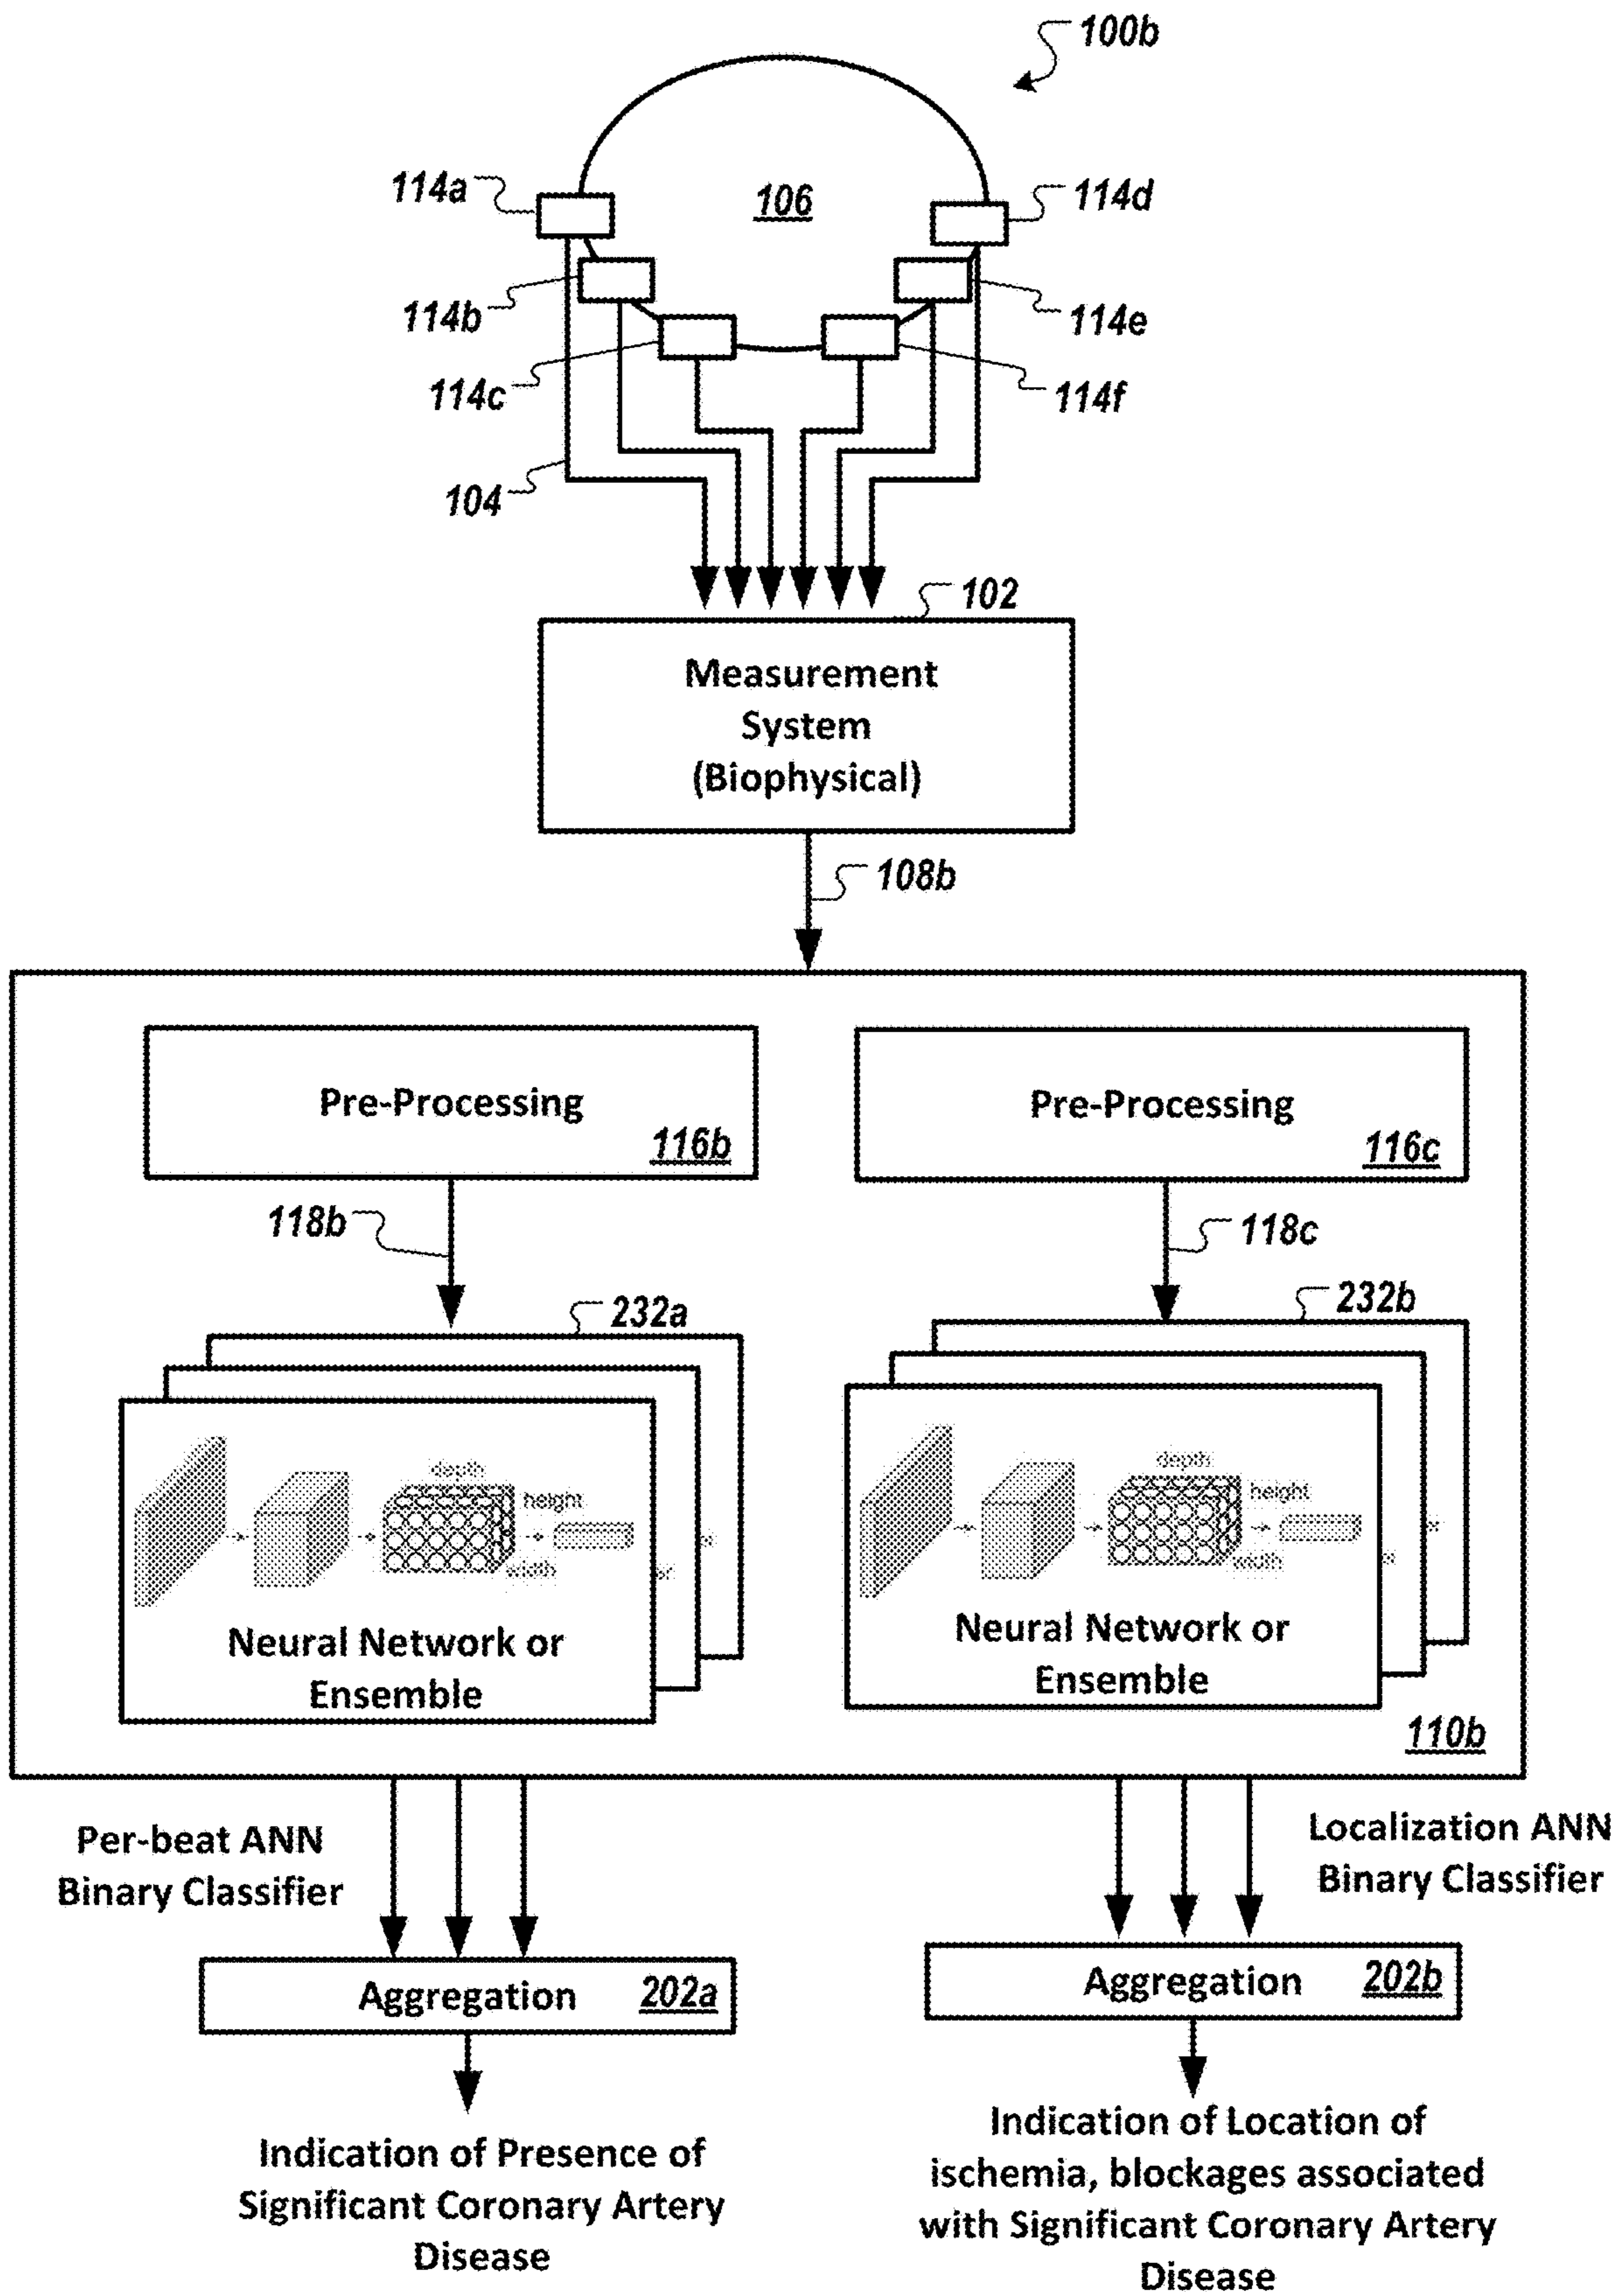 100b
114a
106
114d
114b
114e
114c
114f
104
102
Measurement
System
(Biophysical)
108b
Pre-Processing
116b
Pre-Processing
116c
118b
118c
232a
232b
depth
height
width
Neural Network or
Ensemble
depth
height
width
Neural Network or
Ensemble
110b
Per-beat ANN
Binary Classifier
Localization ANN
Binary Classifier
Aggregation
202a
Aggregation
202b
Indication of Presence of
Significant Coronary Artery
Disease
Indication of Location of
ischemia, blockages associated
with Significant Coronary Artery
Disease